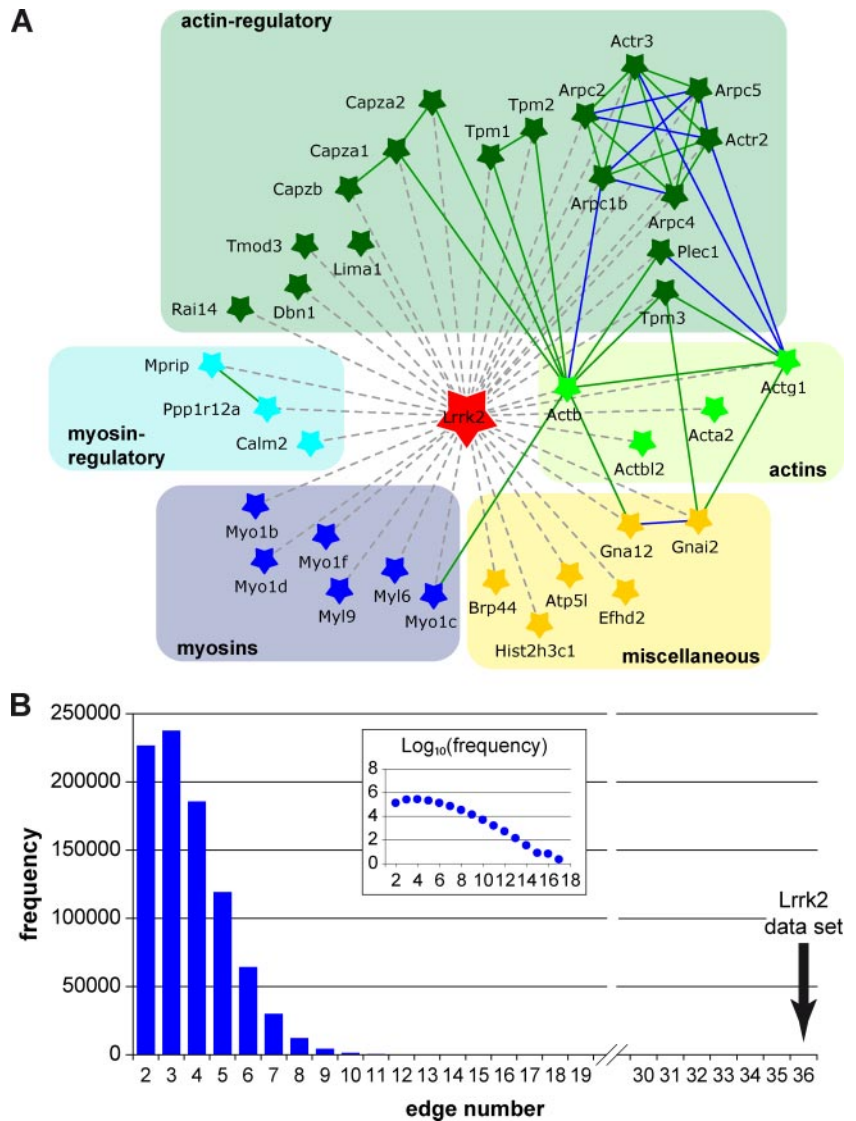 A
actin-regulatory
Actr3
Arpc2
Arpc5
Capza2
Tpm2
Tpm1
Capza1
Actr2
Capzb
Arpc1b
Arpc4
Tmod3
Lima1
Plec1
Rai14
Dbn1
Tpm3
Mprip
Actg1
Ppp1r12a
Lrrk2
Actb
Acta2
Calm2
Actbl2
myosin-
regulatory
actins
Myo1b
Myo1f
Gna12
Gnai2
Myo1d
Myl9
Myl6
Myo1c
Brp44
Atp5l
Efhd2
Hist2h3c1
myosins
miscellaneous
B
250000
200000
150000
100000
50000
0
frequency
Log₁₀(frequency)
8
6
4
2
0
2 4 6 8 10 12 14 16 18
Lrrk2
data set
2 3 4 5 6 7 8 9 10 11 12 13 14 15 16 17 18 19 30 31 32 33 34 35 36
edge number